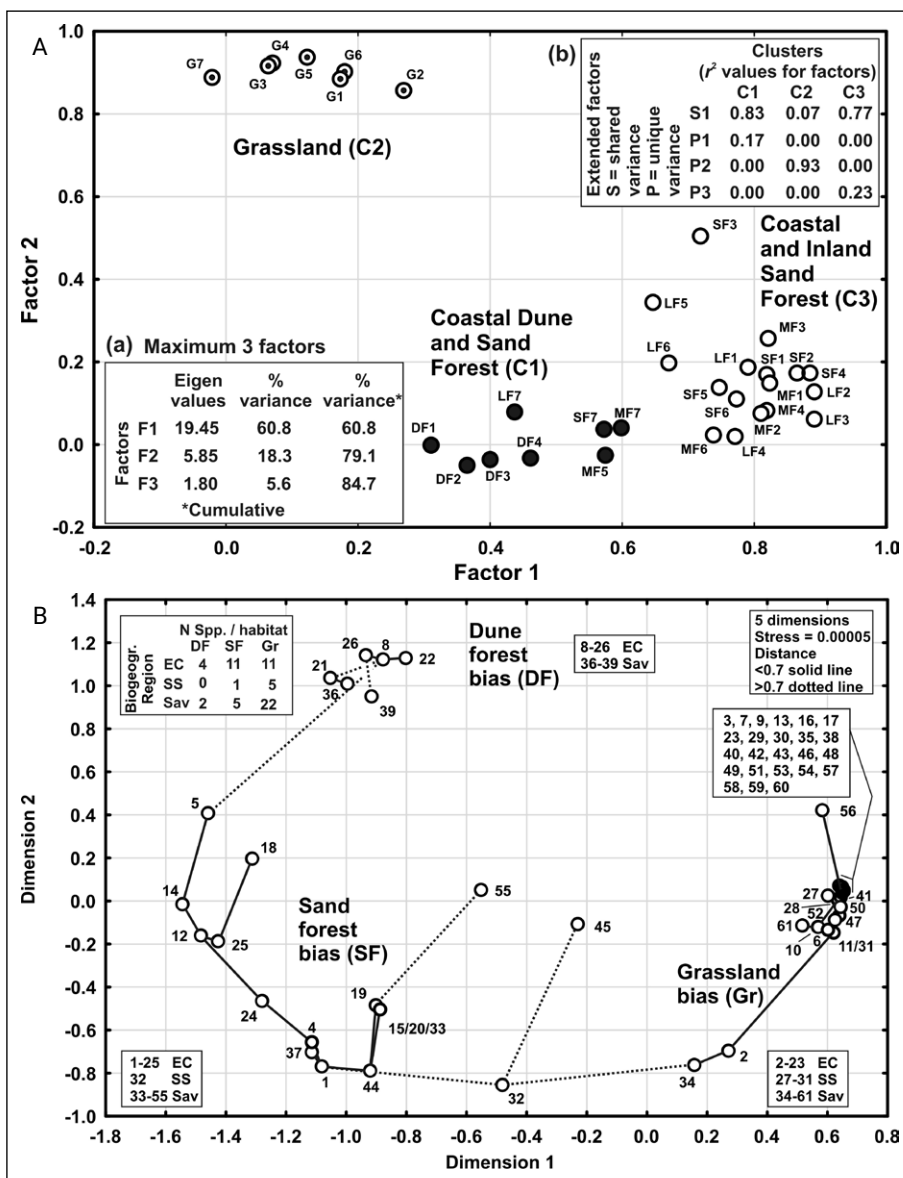 A
1.0
0.8
0.6
0.4
0.2
0.0
-0.2
Factor 2
-0.2
0.0
0.2
0.4
0.6
0.8
1.0
Factor 1
G7
G4
G3
G5
G6
G1
G2
Grassland (C2)
(b)
Clusters
(r² values for factors)
C1 C2 C3
S1 0.83 0.07 0.77
P1 0.17 0.00 0.00
P2 0.00 0.93 0.00
P3 0.00 0.00 0.23
Extended factors
S = shared
variance
P = unique
variance
SF3
Coastal
and Inland
Sand
Forest (C3)
LF5
MF3
LF6
LF1
SF1
SF2
SF4
SF5
MF1
LF2
SF6
MF4
LF3
MF2
MF6
LF4
Coastal Dune
and Sand
Forest (C1)
LF7
SF7
MF7
DF1
DF4
DF2
DF3
MF5
(a) Maximum 3 factors
Eigen % %
values variance variance*
F1 19.45 60.8 60.8
F2 5.85 18.3 79.1
F3 1.80 5.6 84.7
*Cumulative
Factors
B
1.4
1.2
1.0
0.8
0.6
0.4
0.2
0.0
-0.2
-0.4
-0.6
-0.8
-1.0
Dimension 2
-1.8
-1.6
-1.4
-1.2
-1.0
-0.8
-0.6
-0.4
-0.2
0.0
0.2
0.4
0.6
0.8
Dimension 1
N Spp. / habitat
DF SF Gr
EC 4 11 11
SS 0 1 5
Sav 2 5 22
Biogeogr.
Region
26
8
22
21
36
39
Dune
forest
bias (DF)
8-26 EC
36-39 Sav
5 dimensions
Stress = 0.00005
Distance
<0.7 solid line
>0.7 dotted line
3, 7, 9, 13, 16, 17
23, 29, 30, 35, 38
40, 42, 43, 46, 48
49, 51, 53, 54, 57
58, 59, 60
5
18
14
12
25
24
4
37
1
44
19
15/20/33
55
45
32
34
2
Sand
forest
bias (SF)
Grassland
bias (Gr)
56
27
41
28
50
52
61
47
10
6
11/31
1-25 EC
32 SS
33-55 Sav
2-23 EC
27-31 SS
34-61 Sav